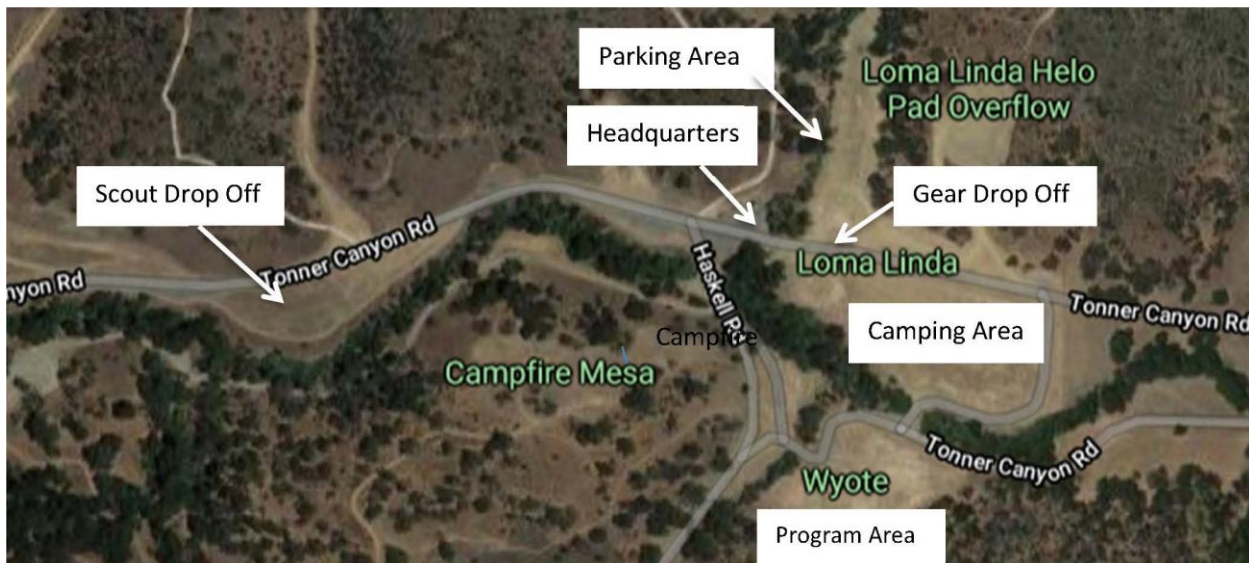 Parking Area
Loma Linda Helo
Pad Overflow
Headquarters
Scout Drop Off
Gear Drop Off
Tonner Canyon Rd
nyon Rd
Loma Linda
Haskell Rd
Tonner Canyon Rd
Camping Area
Campfire
Campfire Mesa
Tonner Canyon Rd
Wyote
Program Area